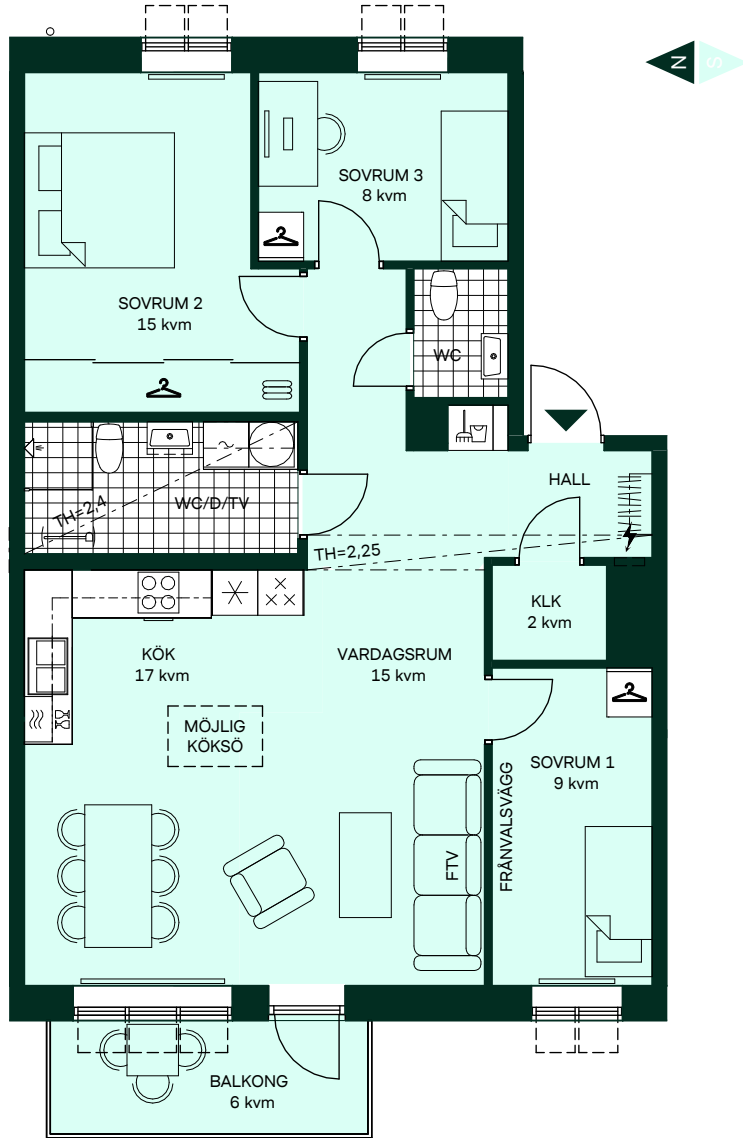 N
S
SOVRUM 3
8 kvm
SOVRUM 2
15 kvm
WC
HALL
WC/D/TV
TH=2,4
TH=2,25
KLK
2 kvm
KÖK
17 kvm
VARDAGSRUM
15 kvm
MÖJLIG
KÖKSÖ
SOVRUM 1
9 kvm
FRÅNVALSVÄGG
FTV
BALKONG
6 kvm